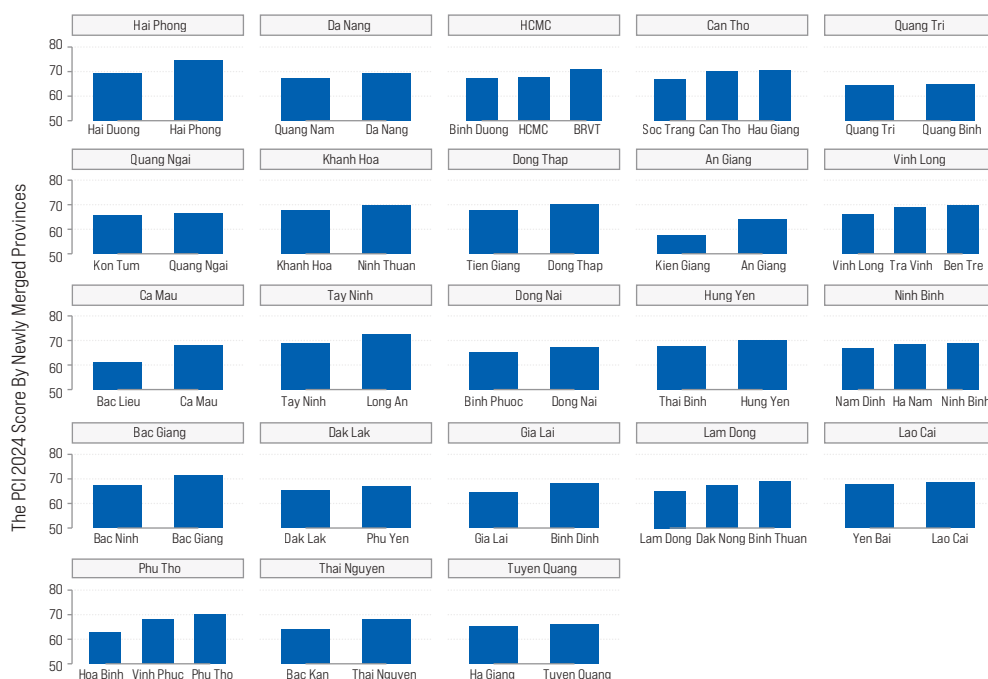 The PCI 2024 Score By Newly Merged Provinces
Hai Phong Da Nang HCMC Can Tho Quang Tri
80
70
60
50
Hai Duong Hai Phong Quang Nam Da Nang Binh Duong HCMC BRVT Soc Trang Can Tho Hau Giang Quang Tri Quang Binh
Quang Ngai Khanh Hoa Dong Thap An Giang Vinh Long
80
70
60
50
Kon Tum Quang Ngai Khanh Hoa Ninh Thuan Tien Giang Dong Thap Kien Giang An Giang Vinh Long Tra Vinh Ben Tre
Ca Mau Tay Ninh Dong Nai Hung Yen Ninh Binh
80
70
60
50
Bac Lieu Ca Mau Tay Ninh Long An Binh Phuoc Dong Nai Thai Binh Hung Yen Nam Dinh Ha Nam Ninh Binh
Bac Giang Dak Lak Gia Lai Lam Dong Lao Cai
80
70
60
50
Bac Ninh Bac Giang Dak Lak Phu Yen Gia Lai Binh Dinh Lam Dong Dak Nong Binh Thuan Yen Bai Lao Cai
Phu Tho Thai Nguyen Tuyen Quang
80
70
60
50
Hoa Binh Vinh Phuc Phu Tho Bac Kan Thai Nguyen Ha Giang Tuyen Quang